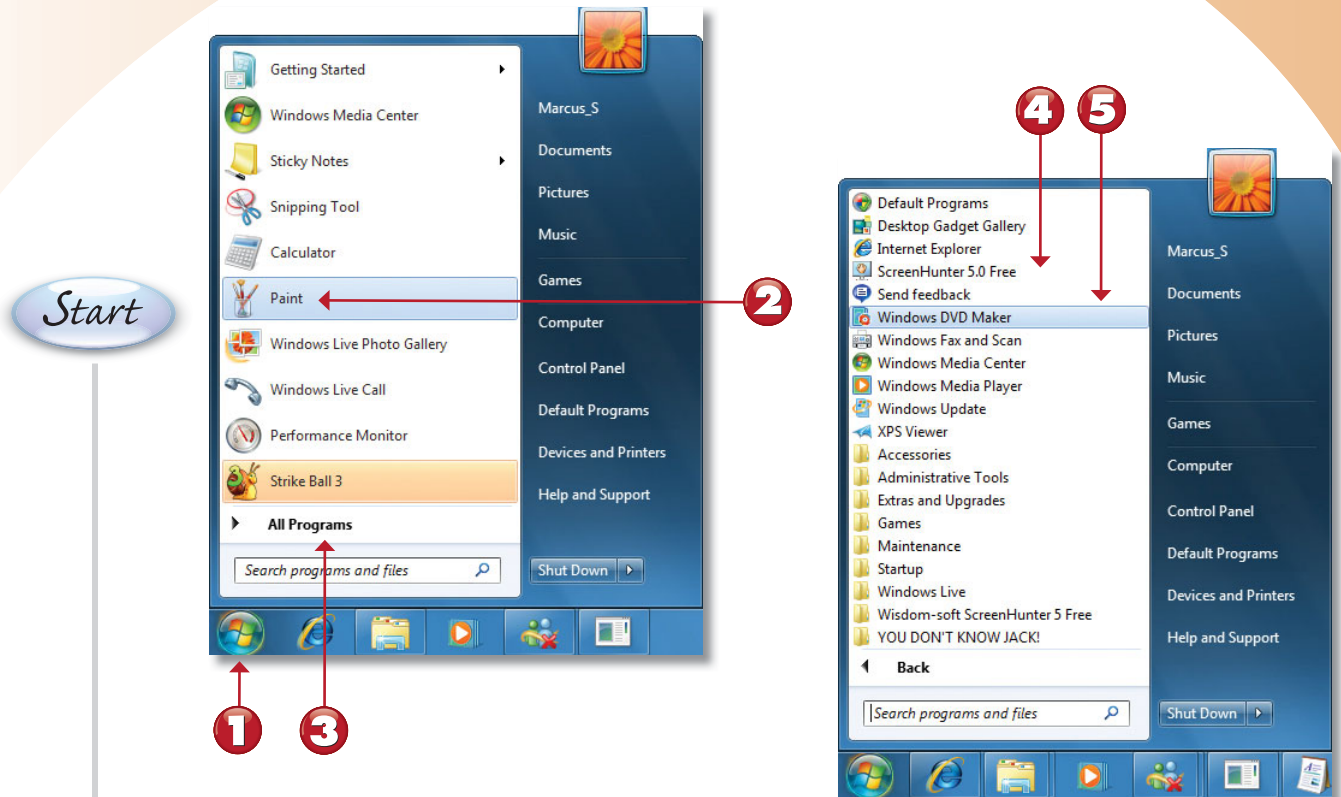 Start
Getting Started
Windows Media Center
Sticky Notes
Snipping Tool
Calculator
Paint
Windows Live Photo Gallery
Windows Live Call
Performance Monitor
Strike Ball 3
All Programs
Search programs and files
Marcus_S
Documents
Pictures
Music
Games
Computer
Control Panel
Default Programs
Devices and Printers
Help and Support
Shut Down
1
2
3
4
5
Default Programs
Desktop Gadget Gallery
Internet Explorer
ScreenHunter 5.0 Free
Send feedback
Windows DVD Maker
Windows Fax and Scan
Windows Media Center
Windows Media Player
Windows Update
XPS Viewer
Accessories
Administrative Tools
Extras and Upgrades
Games
Maintenance
Startup
Windows Live
Wisdom-soft ScreenHunter 5 Free
YOU DON'T KNOW JACK!
Back
Search programs and files
Marcus_S
Documents
Pictures
Music
Games
Computer
Control Panel
Default Programs
Devices and Printers
Help and Support
Shut Down